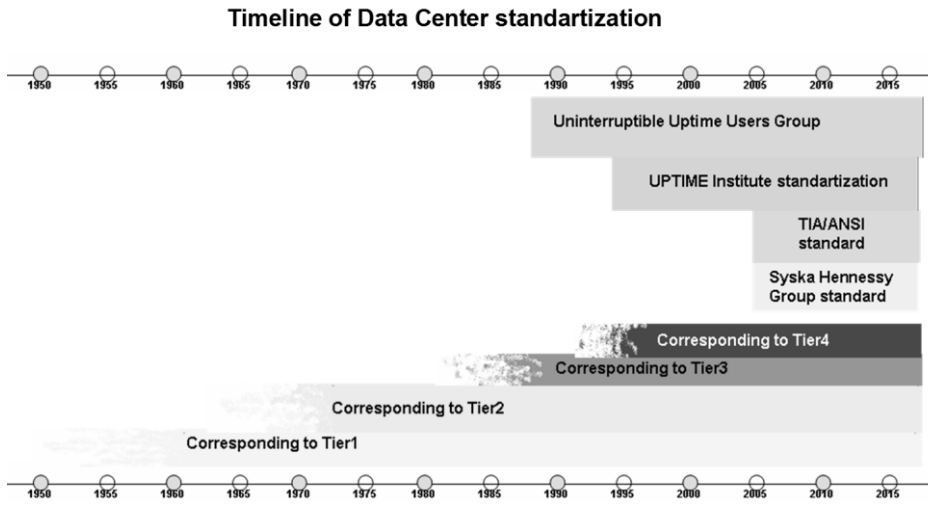 Timeline of Data Center standartization
1950 1955 1960 1965 1970 1975 1980 1985 1990 1995 2000 2005 2010 2015
Uninterruptible Uptime Users Group
UPTIME Institute standartization
TIA/ANSI
standard
Syska Hennessy
Group standard
Corresponding to Tier4
Corresponding to Tier3
Corresponding to Tier2
Corresponding to Tier1
1950 1955 1960 1965 1970 1975 1980 1985 1990 1995 2000 2005 2010 2015